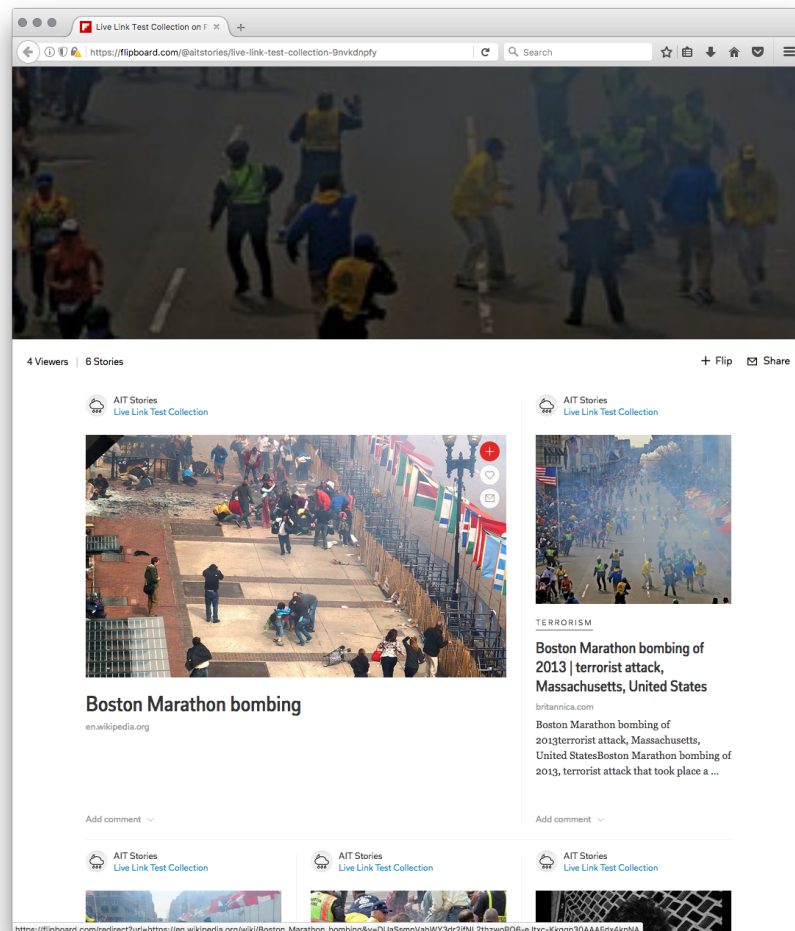 Live Link Test Collection on F
https://flipboard.com/@aitstories/live-link-test-collection-9nvkdnpfy
Search
4 Viewers | 6 Stories
+ Flip
Share
AIT Stories
Live Link Test Collection
Boston Marathon bombing
en.wikipedia.org
Add comment
AIT Stories
Live Link Test Collection
TERRORISM
Boston Marathon bombing of
2013 | terrorist attack,
Massachusetts, United States
britannica.com
Boston Marathon bombing of
2013terrorist attack, Massachusetts,
United StatesBoston Marathon bombing of
2013, terrorist attack that took place a ...
Add comment
AIT Stories
Live Link Test Collection
AIT Stories
Live Link Test Collection
AIT Stories
Live Link Test Collection